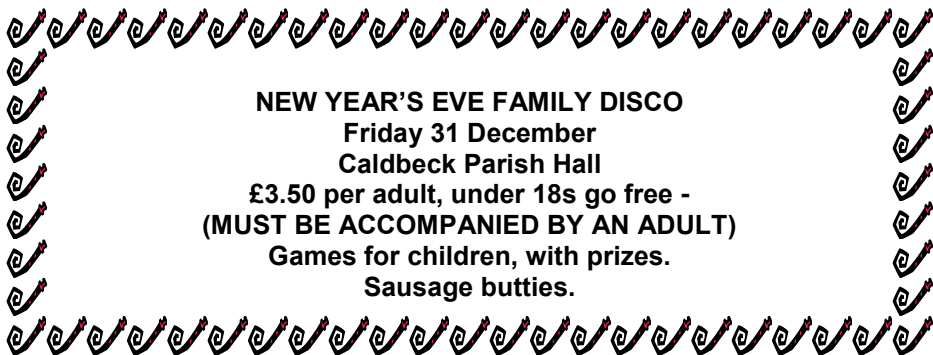 NEW YEAR’S EVE FAMILY DISCO
Friday 31 December
Caldbeck Parish Hall
£3.50 per adult, under 18s go free -
(MUST BE ACCOMPANIED BY AN ADULT)
Games for children, with prizes.
Sausage butties.